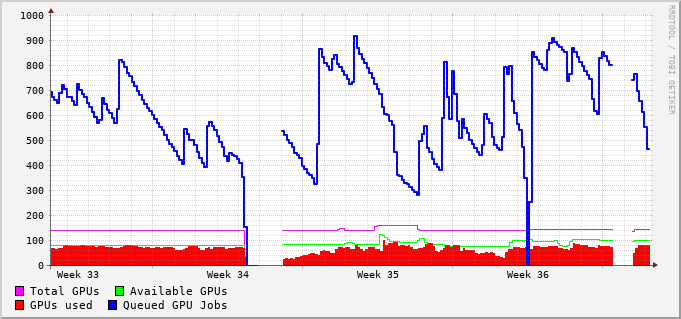 1000
900
800
700
600
500
400
300
200
100
0
Week 33 Week 34 Week 35 Week 36
RRDTOOL / TOBI OETIKER
Total GPUs Available GPUs
GPUs used Queued GPU Jobs